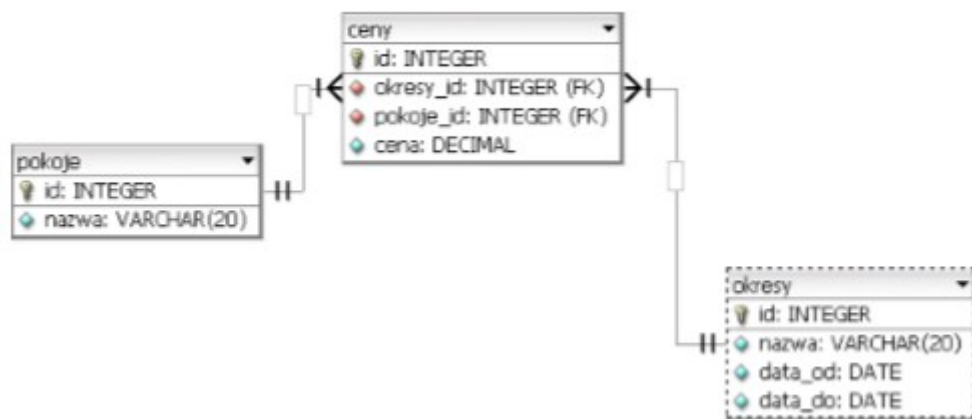 ceny
id: INTEGER
okresy_id: INTEGER (FK)
pokoje_id: INTEGER (FK)
cena: DECIMAL
pokoje
id: INTEGER
nazwa: VARCHAR(20)
okresy
id: INTEGER
nazwa: VARCHAR(20)
data_od: DATE
data_do: DATE